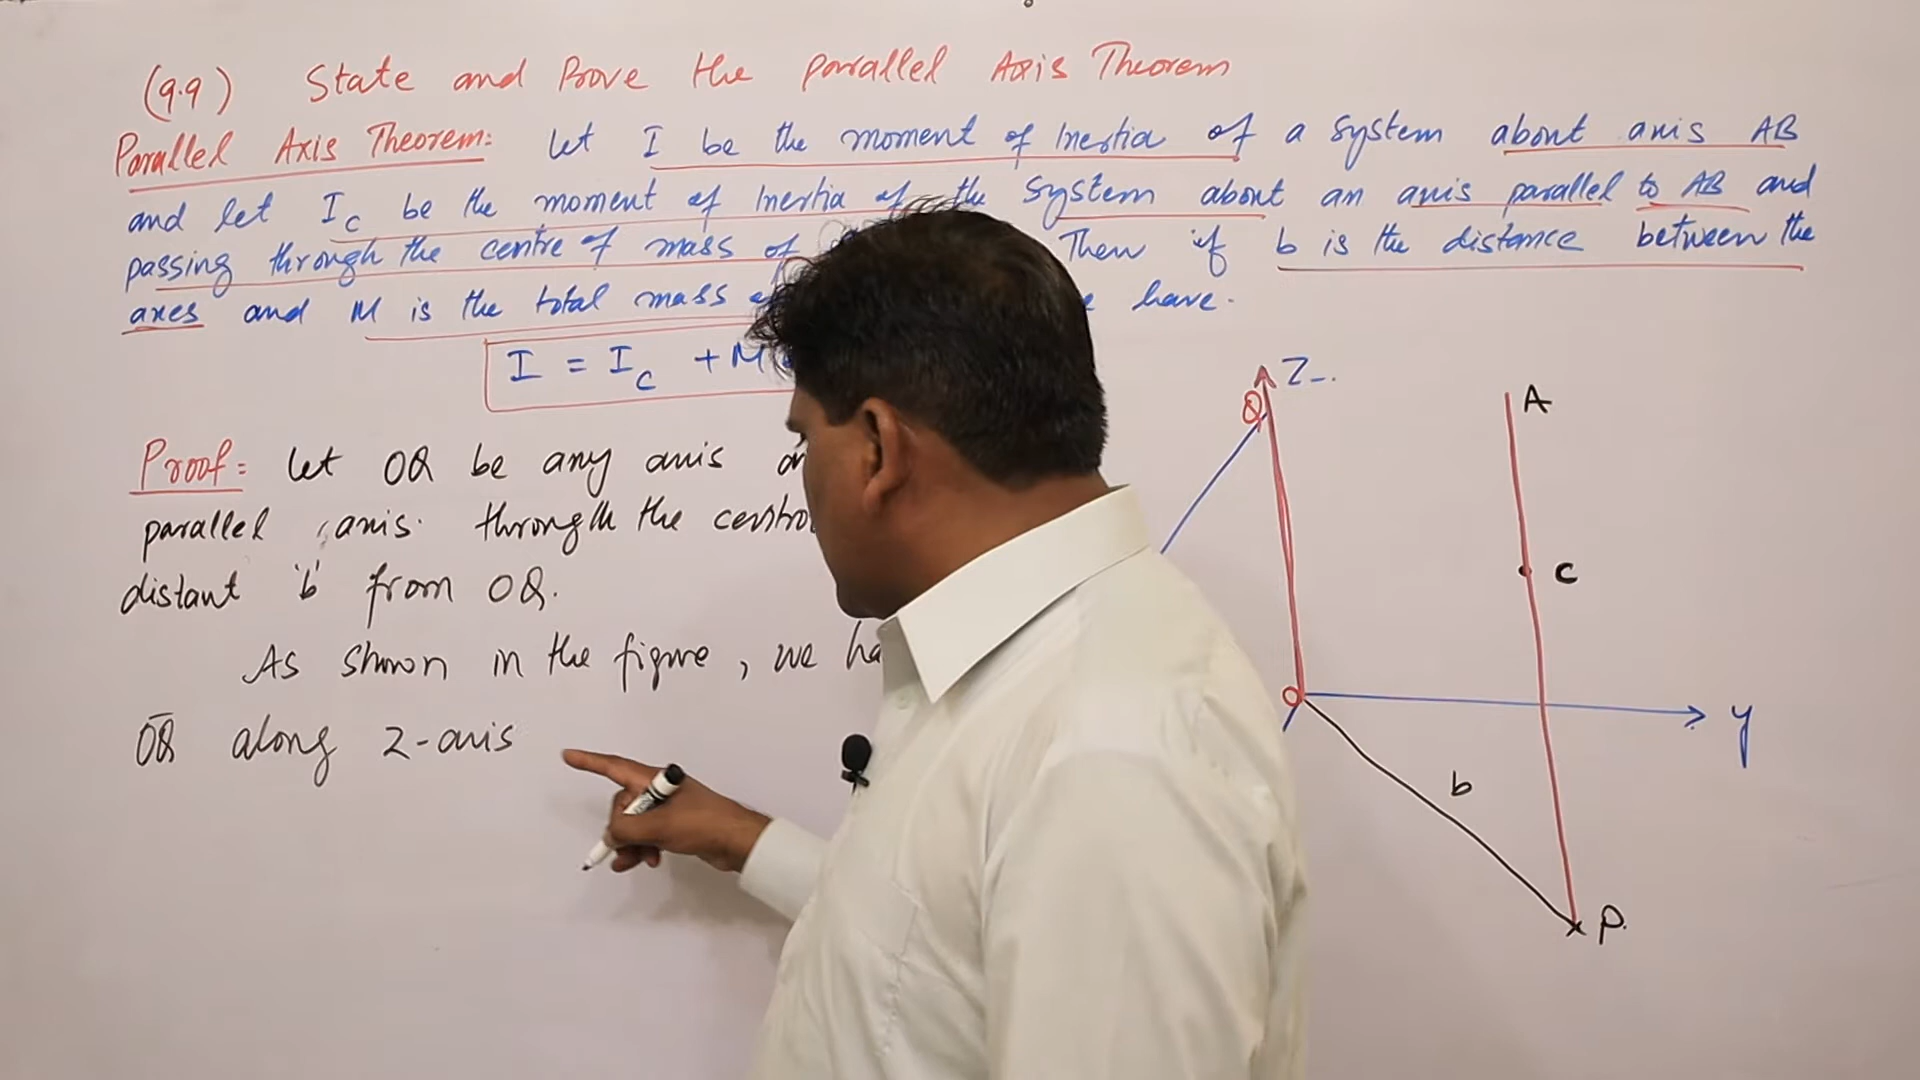 (9.9) State and Prove the parallel Axis Theorem
Parallel Axis Theorem: Let I be the moment of Inertia of a system about axis AB
and let Ic be the moment of Inertia of the system about an axis parallel to AB and
passing through the centre of mass of Then if b is the distance between the
axes and M is the total mass have.
I = Ic + M
Proof: Let OQ be any axis
parallel axis. through the
distant 'b' from OQ.
As shown in the figure, we
OQ along Z-axis
Z
Q
A
C
O
y
b
P.